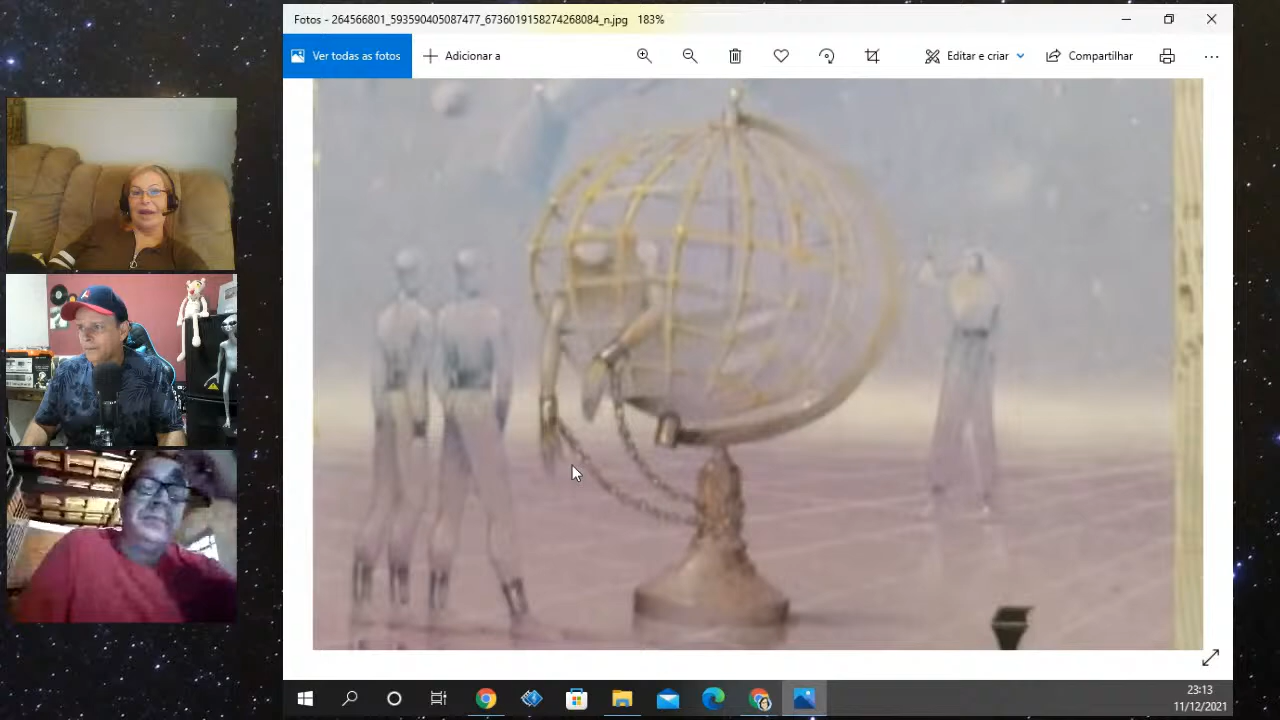 Fotos - 264566801_593590405087477_6736019158274268084_n.jpg 183%
Ver todas as fotos
Adicionar a
Editar e criar
Compartilhar
23:13
11/12/2021